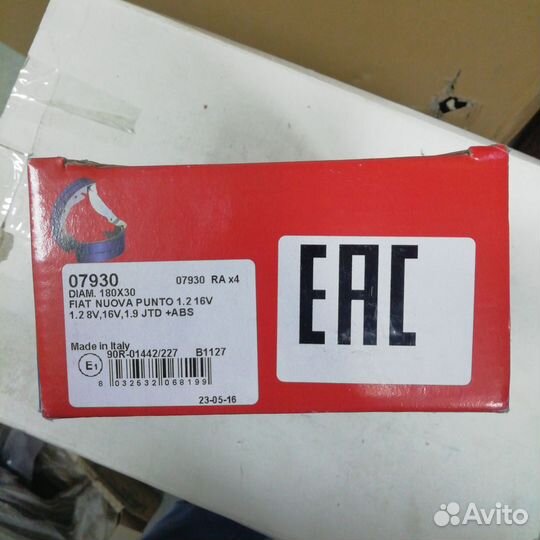 07930 07930 RA x4
DIAM. 180X30
FIAT NUOVA PUNTO 1.2 16V
1.2 8V,16V,1.9 JTD +ABS
Made in Italy
E1 90R-01442/227 B1127
8 032532 068199
23-05-16
EAC
Avito